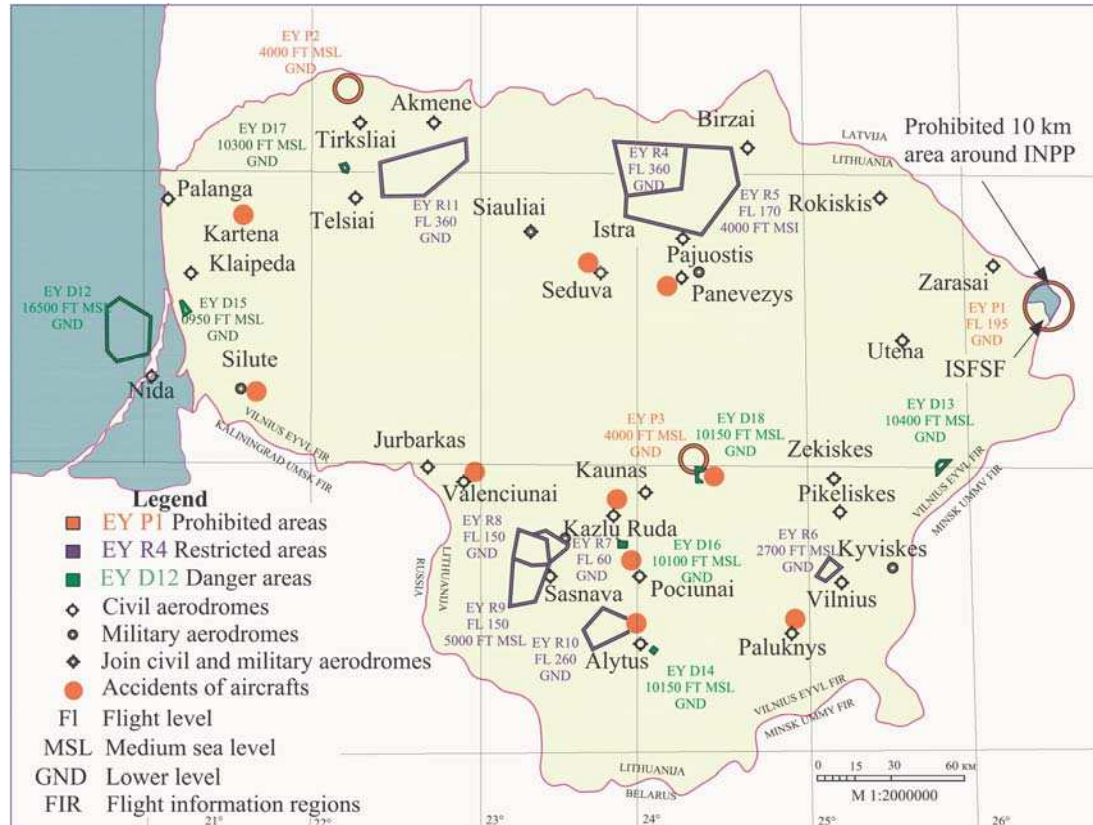 EY P2
4000 FT MSL
GND
Akmene
Tirksliai
EY D17
10300 FT MSL
GND
Birzai
LATVIJA
LITHUANIA
Prohibited 10 km
area around INPP
EY R4
FL 360
GND
EY R5
FL 170
4000 FT MSI
Palanga
Telsiai
EY R11
FL 360
GND
Siauliai
Istra
Rokiskis
Kartena
Klaipeda
Pajuostis
Seduva
Panevezys
Zarasai
EY D12
16500 FT MSL
GND
EY D15
0950 FT MSL
GND
EY P1
FL 195
GND
Utena
ISFSF
Silute
Nida
VILNIUS EYVL FIR
KALININGRAD UMSK FIR
EY P3
4000 FT MSL
GND
EY D18
10150 FT MSL
GND
EY D13
10400 FT MSL
GND
Jurbarkas
Kaunas
Zekiskes
Valenciunai
Pikeliskes
VILNIUS EYVL FIR
MINSK UMMV FIR
Legend
EY P1 Prohibited areas
EY R4 Restricted areas
EY D12 Danger areas
Civil aerodromes
Military aerodromes
Join civil and military aerodromes
Accidents of aircrafts
Fl Flight level
MSL Medium sea level
GND Lower level
FIR Flight information regions
EY R8
FL 150
GND
Kazlu Ruda
EY R7
FL 60
GND
EY D16
10100 FT MSL
GND
EY R6
2700 FT MSL
GND
Kyviskes
RUSSIA
LITHUANIJA
Sasnava
Pociunai
Vilnius
EY R9
FL 150
5000 FT MSL
EY R10
FL 260
GND
Alytus
Paluknys
EY D14
10150 FT MSL
GND
VILNIUS EYVL FIR
MINSK UMMV FIR
LITHUANIJA
BELARUS
0 15 30 60 KM
M 1:2000000
21° 22° 23° 24° 25° 26°